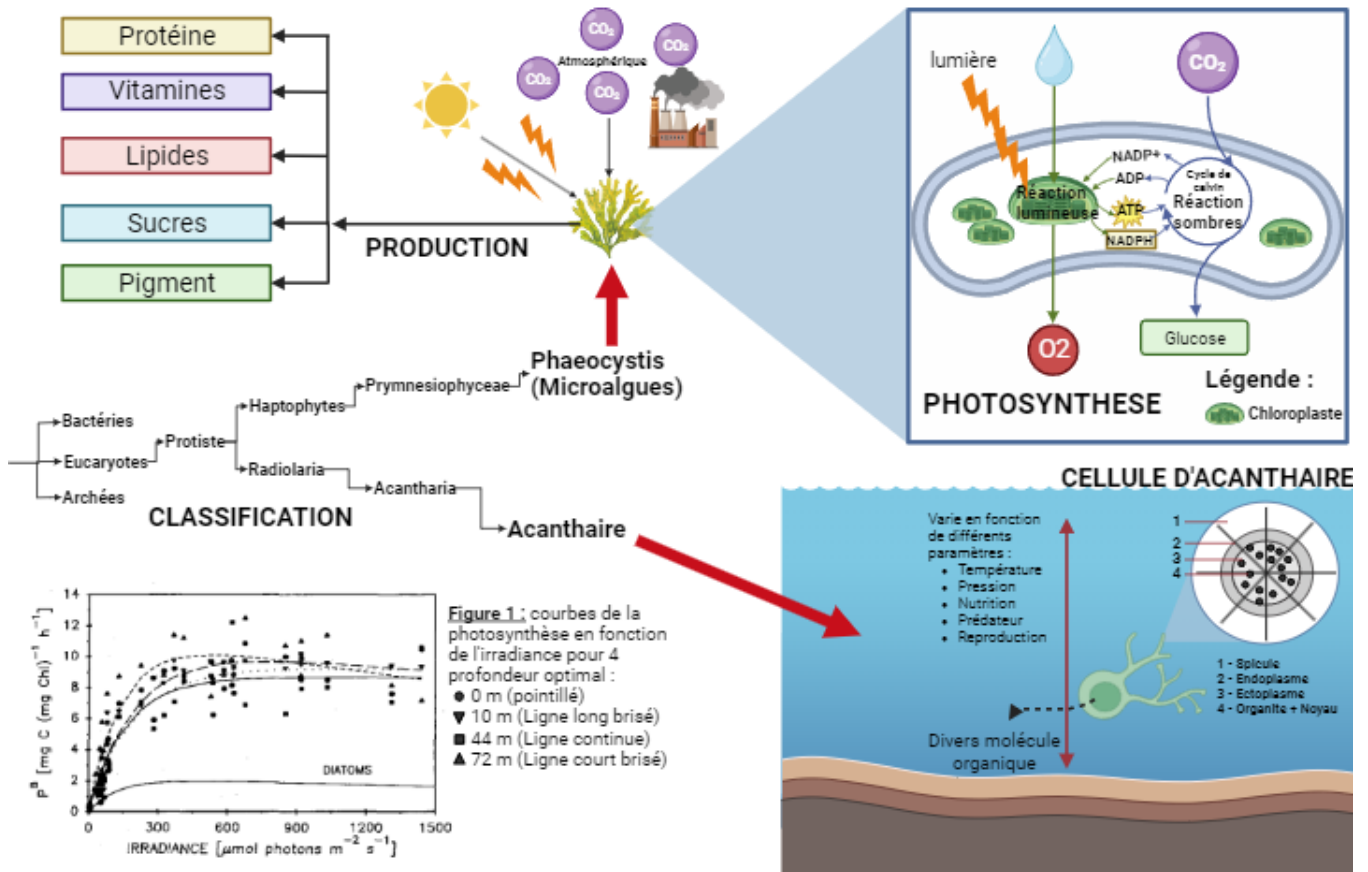 Protéine
Vitamines
Lipides
Sucres
Pigment
PRODUCTION
CO₂
CO₂
CO₂
CO₂
Atmosphérique
lumière
CO₂
NADP+
ADP
ATP
NADPH
Réaction
lumineuse
Cycle de
calvin
Réaction
sombres
O2
Glucose
PHOTOSYNTHESE
Légende :
Chloroplaste
Bactéries
Eucaryotes
Archées
Protiste
Haptophytes
Radiolaria
Prymnesiophyceae
Acantharia
Phaeocystis
(Microalgues)
Acanthaire
CLASSIFICATION
14
12
10
8
6
4
2
0
P^B [mg C (mg Chl)⁻¹ h⁻¹]
DIATOMS
0
300
600
900
1200
1500
IRRADIANCE [µmol photons m⁻² s⁻¹]
Figure 1 : courbes de la
photosynthèse en fonction
de l'irradiance pour 4
profondeur optimal :
● 0 m (pointillé)
▼ 10 m (Ligne long brisé)
■ 44 m (Ligne continue)
▲ 72 m (Ligne court brisé)
CELLULE D'ACANTHAIRE
Varie en fonction
de différents
paramètres :
• Température
• Pression
• Nutrition
• Prédateur
• Reproduction
1
2
3
4
1 - Spicule
2 - Endoplasme
3 - Ectoplasme
4 - Organite + Noyau
Divers molécule
organique